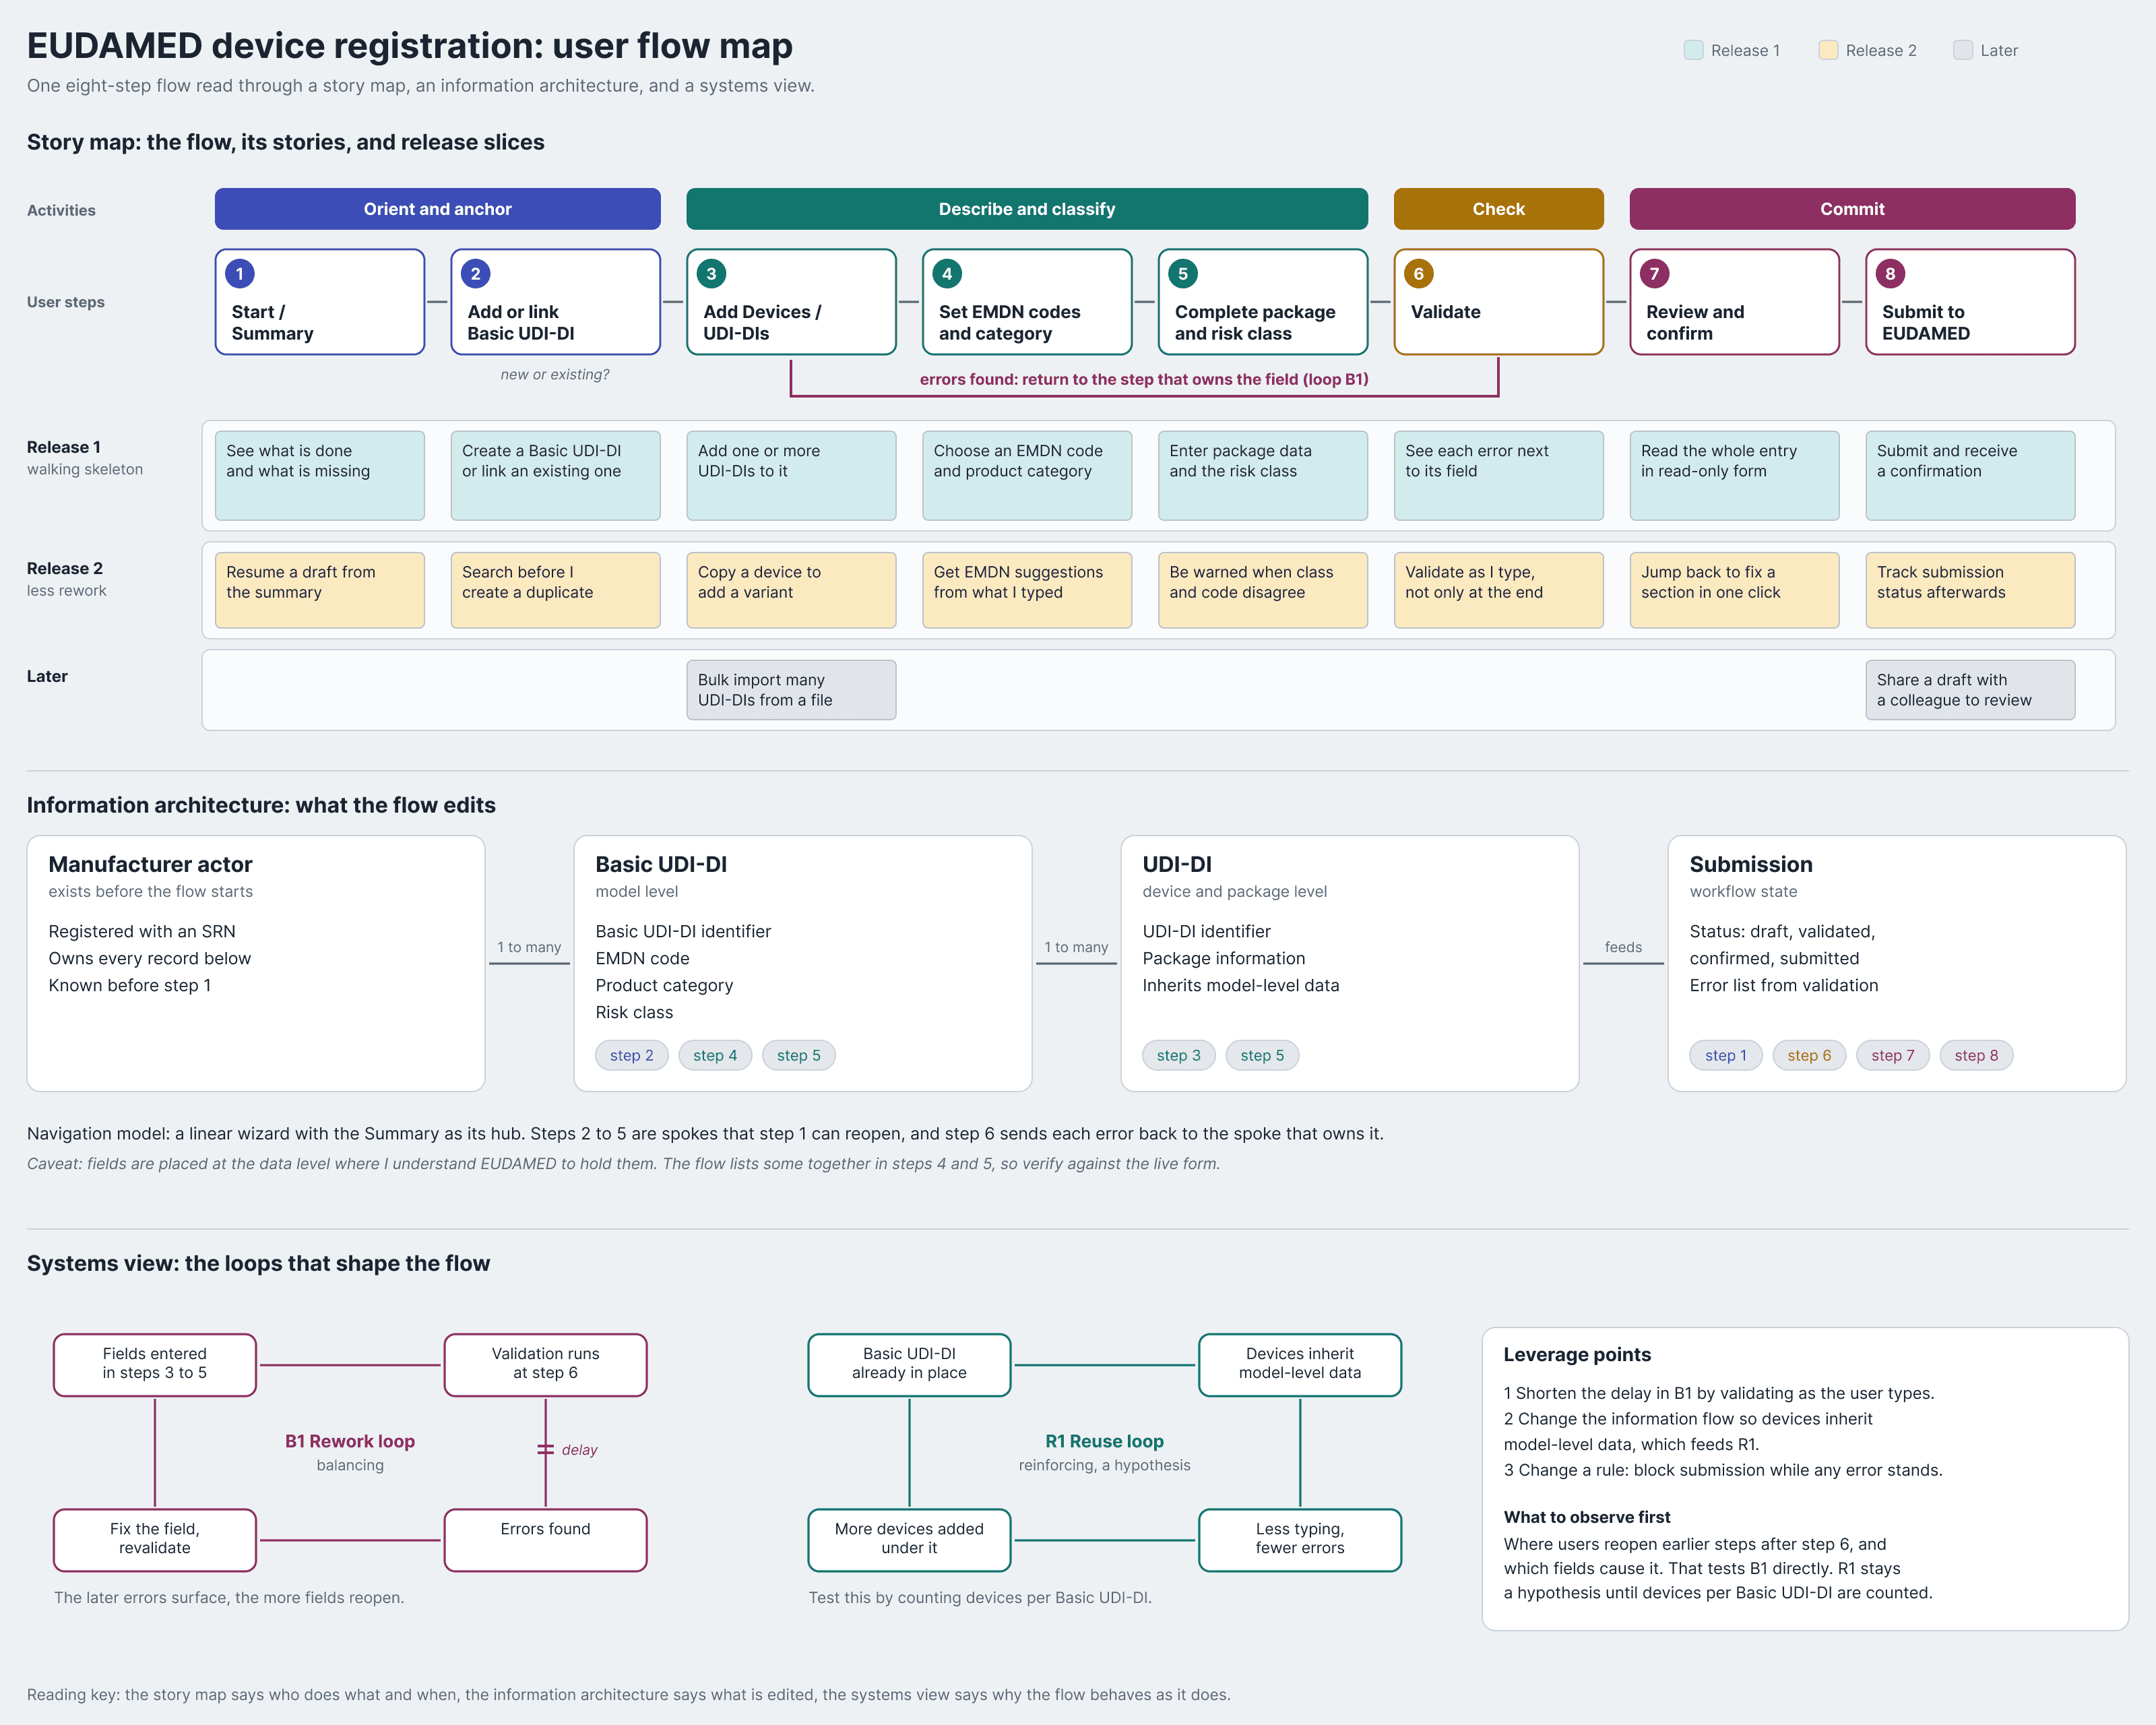 EUDAMED device registration: user flow map
Release 1
Release 2
Later
One eight-step flow read through a story map, an information architecture, and a systems view.
Story map: the flow, its stories, and release slices
Activities
Orient and anchor
Describe and classify
Check
Commit
User steps
1
Start /
Summary
2
Add or link
Basic UDI-DI
3
Add Devices /
UDI-DIs
4
Set EMDN codes
and category
5
Complete package
and risk class
6
Validate
7
Review and
confirm
8
Submit to
EUDAMED
new or existing?
errors found: return to the step that owns the field (loop B1)
Release 1
walking skeleton
See what is done
and what is missing
Create a Basic UDI-DI
or link an existing one
Add one or more
UDI-DIs to it
Choose an EMDN code
and product category
Enter package data
and the risk class
See each error next
to its field
Read the whole entry
in read-only form
Submit and receive
a confirmation
Release 2
less rework
Resume a draft from
the summary
Search before I
create a duplicate
Copy a device to
add a variant
Get EMDN suggestions
from what I typed
Be warned when class
and code disagree
Validate as I type,
not only at the end
Jump back to fix a
section in one click
Track submission
status afterwards
Later
Bulk import many
UDI-DIs from a file
Share a draft with
a colleague to review
Information architecture: what the flow edits
Manufacturer actor
exists before the flow starts
Registered with an SRN
Owns every record below
Known before step 1
1 to many
Basic UDI-DI
model level
Basic UDI-DI identifier
EMDN code
Product category
Risk class
step 2
step 4
step 5
1 to many
UDI-DI
device and package level
UDI-DI identifier
Package information
Inherits model-level data
step 3
step 5
feeds
Submission
workflow state
Status: draft, validated,
confirmed, submitted
Error list from validation
step 1
step 6
step 7
step 8
Navigation model: a linear wizard with the Summary as its hub. Steps 2 to 5 are spokes that step 1 can reopen, and step 6 sends each error back to the spoke that owns it.
Caveat: fields are placed at the data level where I understand EUDAMED to hold them. The flow lists some together in steps 4 and 5, so verify against the live form.
Systems view: the loops that shape the flow
Fields entered
in steps 3 to 5
Validation runs
at step 6
B1 Rework loop
balancing
delay
Fix the field,
revalidate
Errors found
The later errors surface, the more fields reopen.
Basic UDI-DI
already in place
Devices inherit
model-level data
R1 Reuse loop
reinforcing, a hypothesis
More devices added
under it
Less typing,
fewer errors
Test this by counting devices per Basic UDI-DI.
Leverage points
1 Shorten the delay in B1 by validating as the user types.
2 Change the information flow so devices inherit
model-level data, which feeds R1.
3 Change a rule: block submission while any error stands.
What to observe first
Where users reopen earlier steps after step 6, and
which fields cause it. That tests B1 directly. R1 stays
a hypothesis until devices per Basic UDI-DI are counted.
Reading key: the story map says who does what and when, the information architecture says what is edited, the systems view says why the flow behaves as it does.